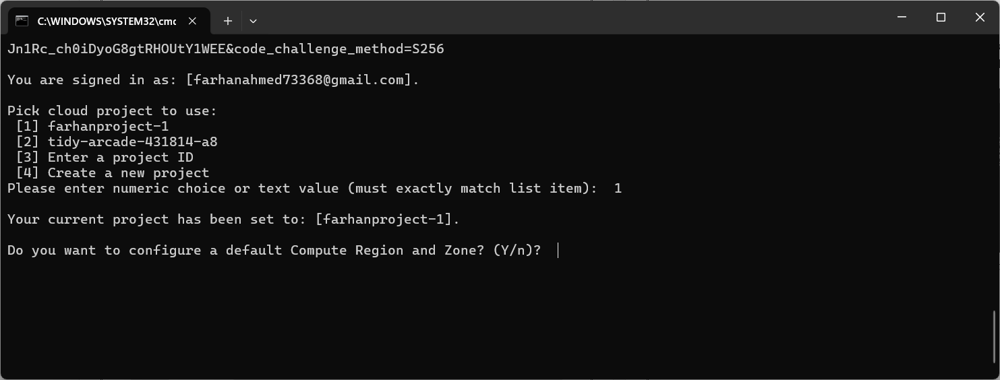 C:\WINDOWS\SYSTEM32\cmd
Jn1Rc_ch0iDyoG8gtRHOUtY1WEE&code_challenge_method=S256
You are signed in as: [farhanahmed73368@gmail.com].
Pick cloud project to use:
[1] farhanproject-1
[2] tidy-arcade-431814-a8
[3] Enter a project ID
[4] Create a new project
Please enter numeric choice or text value (must exactly match list item):  1
Your current project has been set to: [farhanproject-1].
Do you want to configure a default Compute Region and Zone? (Y/n)?